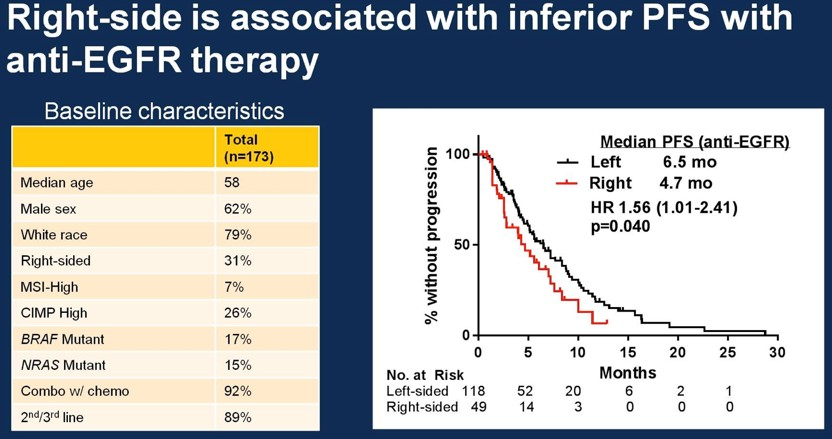 Right-side is associated with inferior PFS with
anti-EGFR therapy
Baseline characteristics
Total
(n=173)
Median age 58
Male sex 62%
White race 79%
Right-sided 31%
MSI-High 7%
CIMP High 26%
BRAF Mutant 17%
NRAS Mutant 15%
Combo w/ chemo 92%
2nd/3rd line 89%
Median PFS (anti-EGFR)
Left 6.5 mo
Right 4.7 mo
HR 1.56 (1.01-2.41)
p=0.040
% without progression
100
50
0
0 5 10 15 20 25 30
Months
No. at Risk
Left-sided 118 52 20 6 2 1
Right-sided 49 14 3 0 0 0